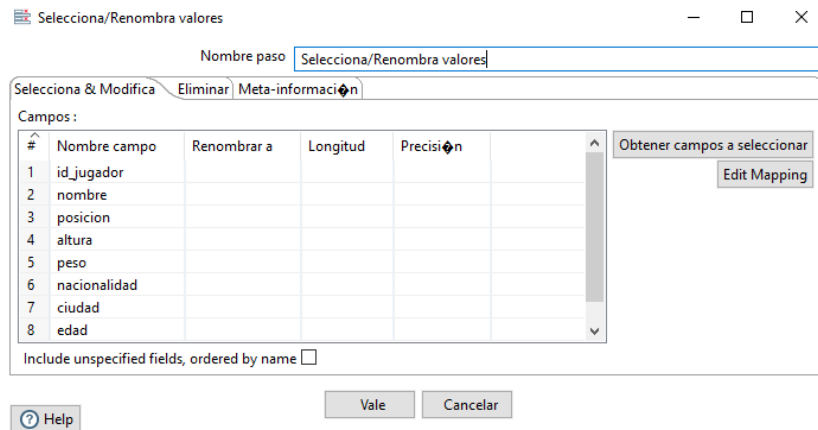 Selecciona/Renombra valores
Nombre paso Selecciona/Renombra valores
Selecciona & Modifica Eliminar Meta-informaci�n
Campos :
# Nombre campo Renombrar a Longitud Precisi�n
Obtener campos a seleccionar
1 id_jugador
Edit Mapping
2 nombre
3 posicion
4 altura
5 peso
6 nacionalidad
7 ciudad
8 edad
Include unspecified fields, ordered by name
Vale Cancelar
? Help